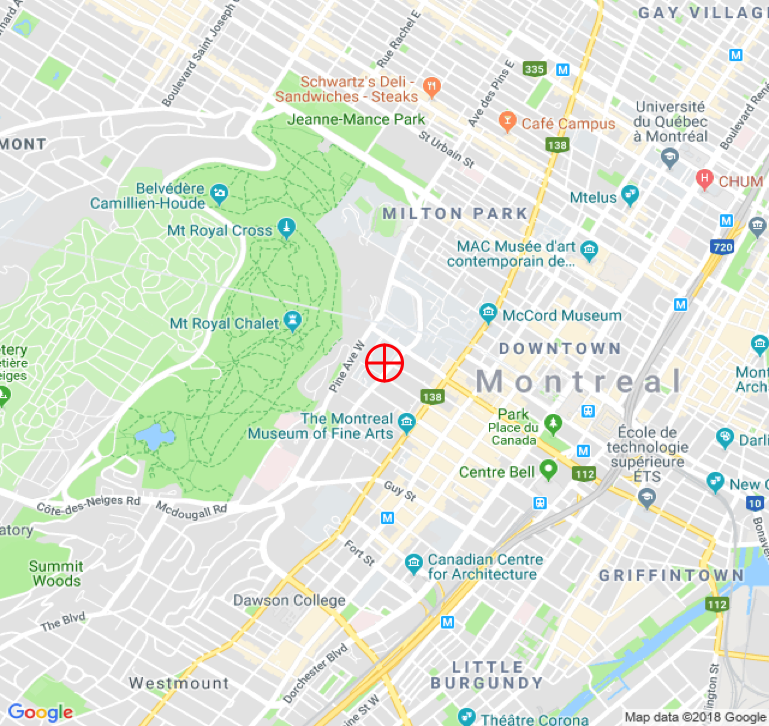 GAY VILLAG
Boulevard Saint Joseph
Rue Rachel E
Ave des Pins E
335
M
M
Schwartz's Deli -
Sandwiches - Steaks
Café Campus
Université
du Québec
à Montréal
Boulevard René
Jeanne-Mance Park
St Urbain St
138
MONT
H
CHUM
Belvédère
Camillien-Houde
Mtelus
MILTON PARK
M
Mt Royal Cross
MAC Musée d'art
contemporain de...
720
M
McCord Museum
Mt Royal Chalet
DOWNTOWN
Pine Ave W
Montreal
Mont
Arch
etery
etière
eiges
138
The Montreal
Museum of Fine Arts
Park
Place du
Canada
École de
technologie
supérieure
ÉTS
Darli
M
Centre Bell
112
New C
Guy St
Côte-des-Neiges Rd
Mcdougall Rd
10
Bonaven
M
atory
Fort St
Summit
Woods
Canadian Centre
for Architecture
GRIFFINTOWN
112
Dawson College
The Blvd
M
Dorchester Blvd
LITTLE
BURGUNDY
Westmount
ine St W
lington St
Google
Théâtre Corona
Map data ©2018 Google